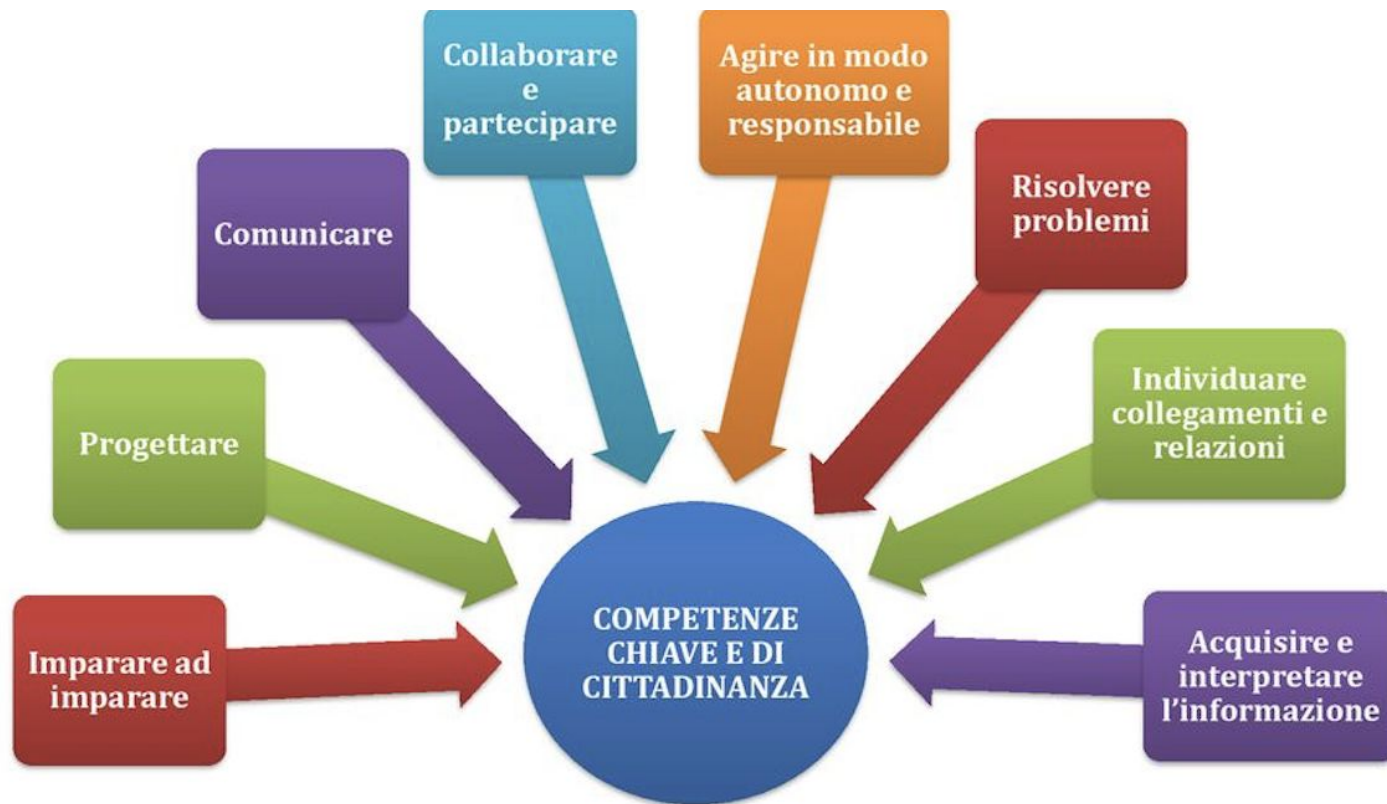 Collaborare
e
partecipare
Agire in modo
autonomo e
responsabile
Comunicare
Risolvere
problemi
Progettare
Individuare
collegamenti e
relazioni
Imparare ad
imparare
COMPETENZE
CHIAVE E DI
CITTADINANZA
Acquisire e
interpretare
l'informazione